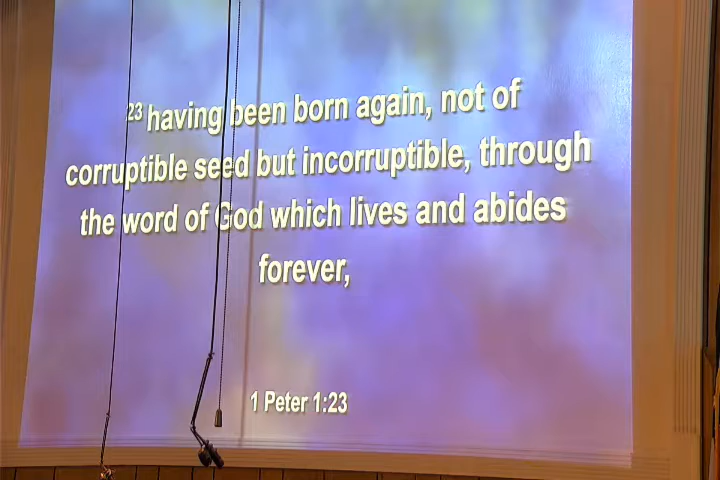 23 having been born again, not of
corruptible seed but incorruptible, through
the word of God which lives and abides
forever,
1 Peter 1:23